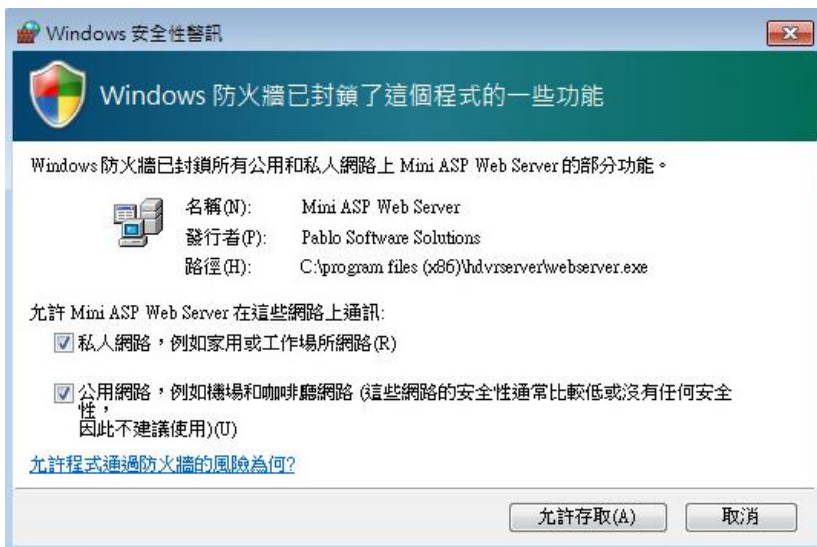 Windows 安全性警訊
Windows 防火牆已封鎖了這個程式的一些功能
Windows 防火牆已封鎖所有公用和私人網路上 Mini ASP Web Server 的部分功能。
名稱(N): Mini ASP Web Server
發行者(P): Pablo Software Solutions
路徑(H): C:\program files (x86)\hdvrserver\webserver.exe
允許 Mini ASP Web Server 在這些網路上通訊:
私人網路，例如家用或工作場所網路(R)
公用網路，例如機場和咖啡廳網路 (這些網路的安全性通常比較低或沒有任何安全
性，
因此不建議使用)(U)
允許程式通過防火牆的風險為何?
允許存取(A) 取消